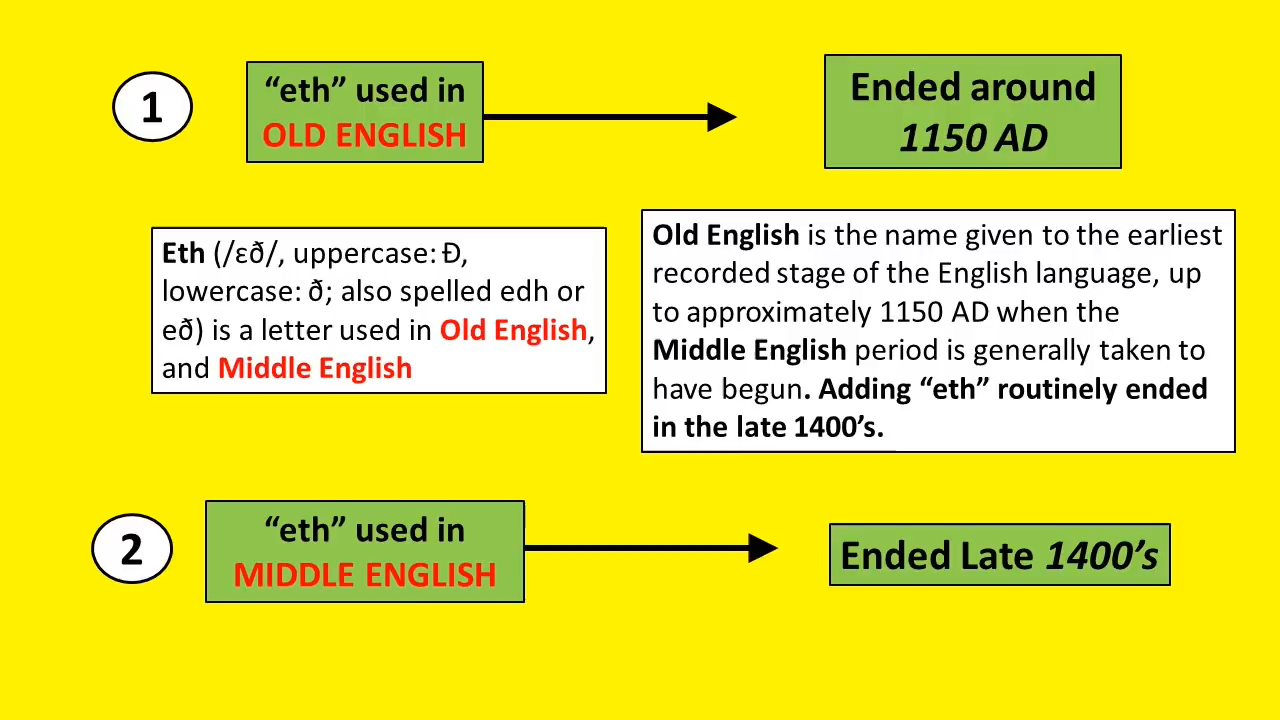 1
“eth” used in
OLD ENGLISH
Ended around
1150 AD
Eth (/ɛð/, uppercase: Ð,
lowercase: ð; also spelled edh or
eð) is a letter used in Old English,
and Middle English
Old English is the name given to the earliest
recorded stage of the English language, up
to approximately 1150 AD when the
Middle English period is generally taken to
have begun. Adding “eth” routinely ended
in the late 1400’s.
2
“eth” used in
MIDDLE ENGLISH
Ended Late 1400’s